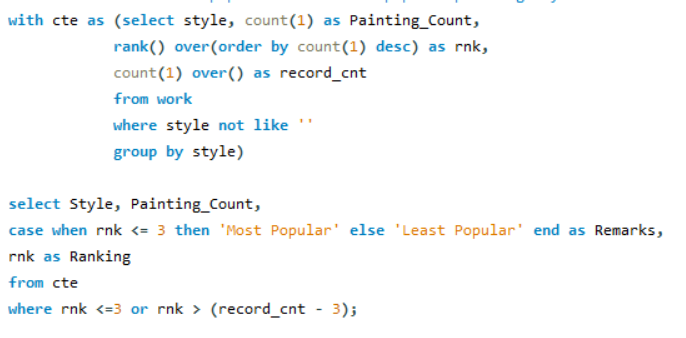 with cte as (select style, count(1) as Painting_Count,
rank() over(order by count(1) desc) as rnk,
count(1) over() as record_cnt
from work
where style not like ''
group by style)
select Style, Painting_Count,
case when rnk <= 3 then 'Most Popular' else 'Least Popular' end as Remarks,
rnk as Ranking
from cte
where rnk <=3 or rnk > (record_cnt - 3);